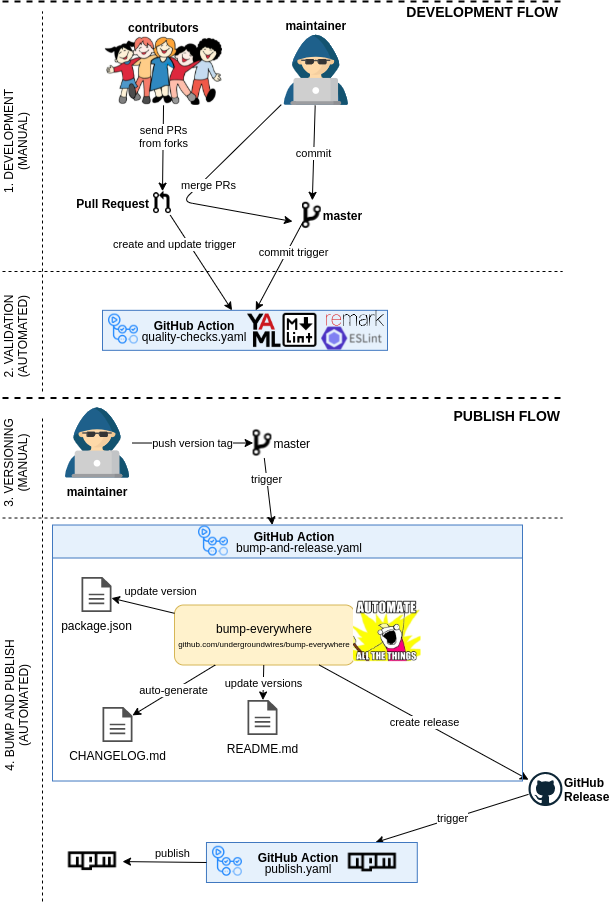 DEVELOPMENT FLOW
contributors
maintainer
1. DEVELOPMENT
(MANUAL)
send PRs
from forks
commit
merge PRs
Pull Request
master
create and update trigger
commit trigger
2. VALIDATION
(AUTOMATED)
GitHub Action
quality-checks.yaml
YA
ML
M
lint
remark
ESLint
PUBLISH FLOW
3. VERSIONING
(MANUAL)
maintainer
push version tag
master
trigger
4. BUMP AND PUBLISH
(AUTOMATED)
GitHub Action
bump-and-release.yaml
update version
package.json
bump-everywhere
github.com/undergroundwires/bump-everywhere
AUTOMATE
ALL THE THINGS
auto-generate
update versions
create release
CHANGELOG.md
README.md
GitHub
Release
trigger
npm
publish
GitHub Action
publish.yaml
npm